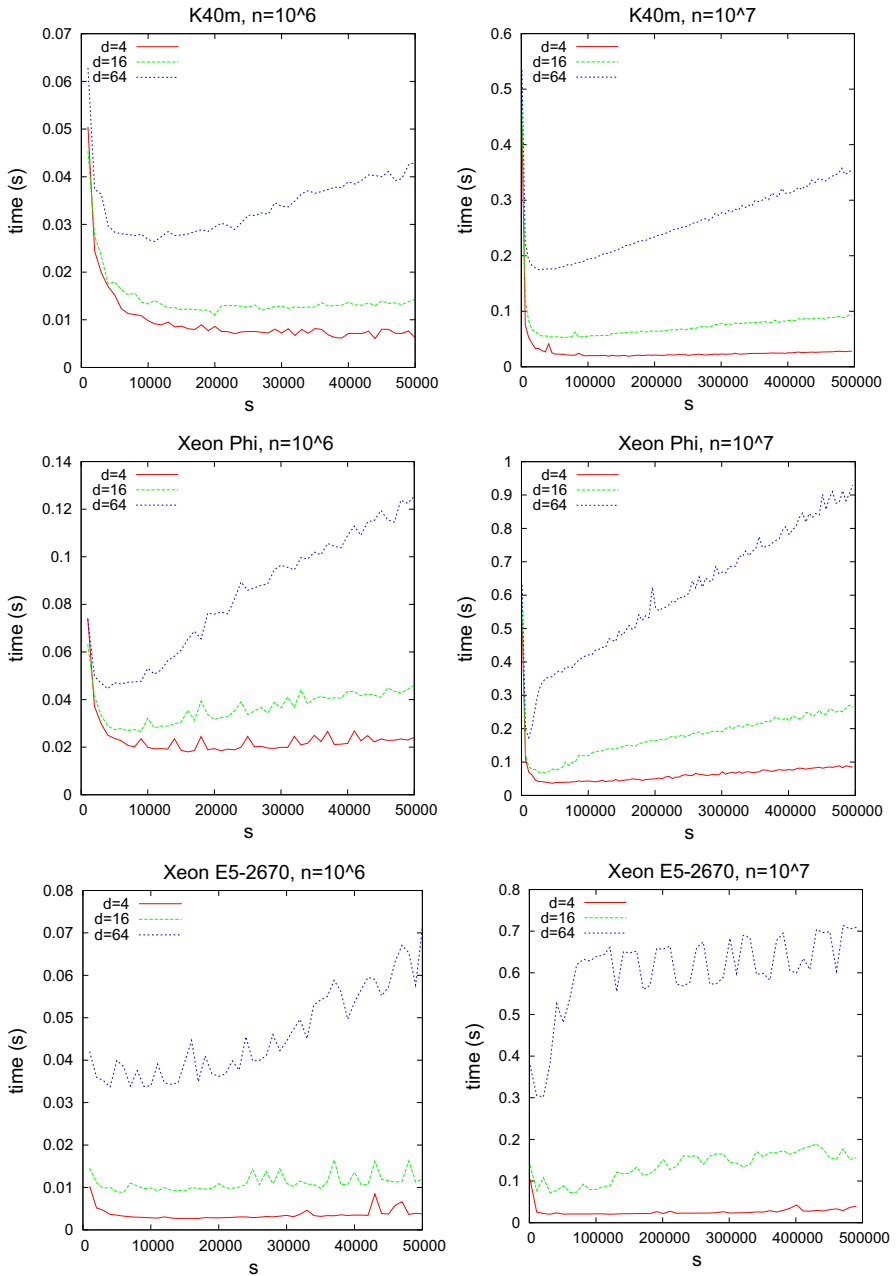 K40m, n=10^6
time (s)
0.07
0.06
0.05
0.04
0.03
0.02
0.01
0
d=4
d=16
d=64
0 10000 20000 30000 40000 50000
s
K40m, n=10^7
time (s)
0.6
0.5
0.4
0.3
0.2
0.1
0
d=4
d=16
d=64
0 100000 200000 300000 400000 500000
s
Xeon Phi, n=10^6
time (s)
0.14
0.12
0.1
0.08
0.06
0.04
0.02
0
d=4
d=16
d=64
0 10000 20000 30000 40000 50000
s
Xeon Phi, n=10^7
time (s)
1
0.9
0.8
0.7
0.6
0.5
0.4
0.3
0.2
0.1
0
d=4
d=16
d=64
0 100000 200000 300000 400000 500000
s
Xeon E5-2670, n=10^6
time (s)
0.08
0.07
0.06
0.05
0.04
0.03
0.02
0.01
0
d=4
d=16
d=64
0 10000 20000 30000 40000 50000
s
Xeon E5-2670, n=10^7
time (s)
0.8
0.7
0.6
0.5
0.4
0.3
0.2
0.1
0
d=4
d=16
d=64
0 100000 200000 300000 400000 500000
s